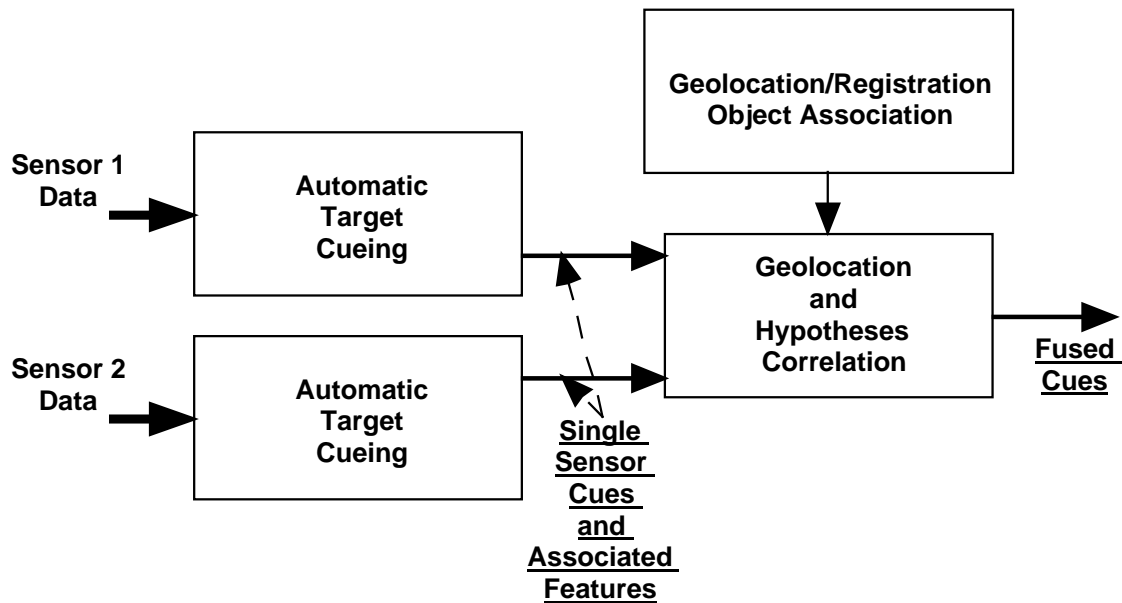 Geolocation/Registration
Object Association
Sensor 1
Data
Automatic
Target
Cueing
Geolocation
and
Hypotheses
Correlation
Fused
Cues
Sensor 2
Data
Automatic
Target
Cueing
Single
Sensor
Cues
and
Associated
Features